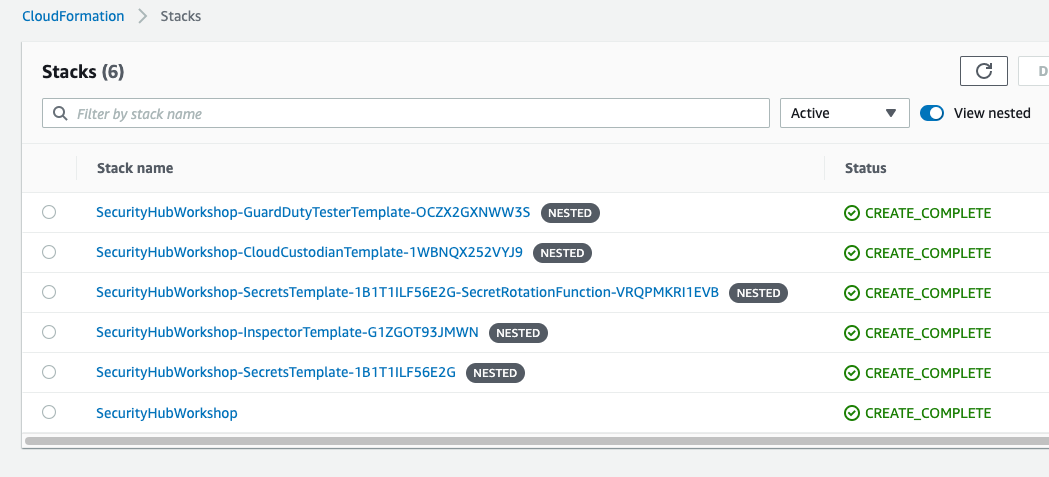 CloudFormation > Stacks
Stacks (6)
D
Filter by stack name
Active
View nested
Stack name Status
SecurityHubWorkshop-GuardDutyTesterTemplate-OCZX2GXNWW3S NESTED CREATE_COMPLETE
SecurityHubWorkshop-CloudCustodianTemplate-1WBNQX252VYJ9 NESTED CREATE_COMPLETE
SecurityHubWorkshop-SecretsTemplate-1B1T1ILF56E2G-SecretRotationFunction-VRQPMKRI1EVB NESTED CREATE_COMPLETE
SecurityHubWorkshop-InspectorTemplate-G1ZGOT93JMWN NESTED CREATE_COMPLETE
SecurityHubWorkshop-SecretsTemplate-1B1T1ILF56E2G NESTED CREATE_COMPLETE
SecurityHubWorkshop CREATE_COMPLETE